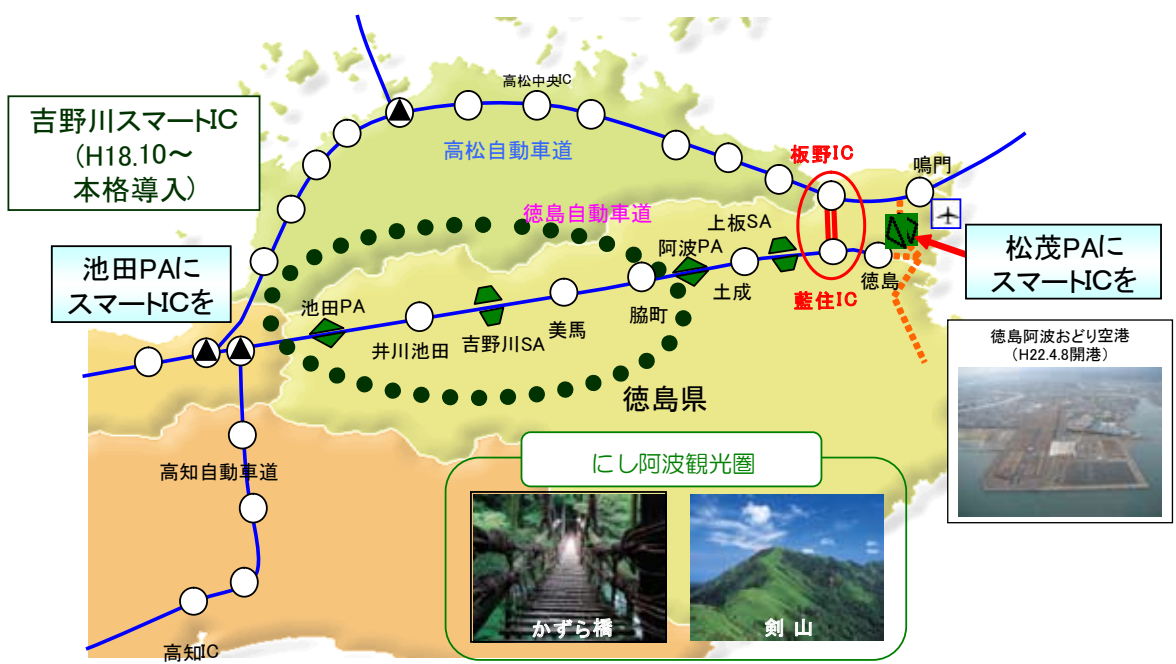 高松中央IC
吉野川スマートIC
(H18.10～
本格導入)
高松自動車道
板野IC
鳴門
徳島自動車道
上板SA
阿波PA
松茂PAに
スマートICを
池田PAに
スマートICを
徳島
土成
藍住IC
池田PA
脇町
美馬
吉野川SA
井川池田
徳島阿波おどり空港
(H22.4.8開港)
徳島県
にし阿波観光圏
高知自動車道
かずら橋
剣山
高知IC